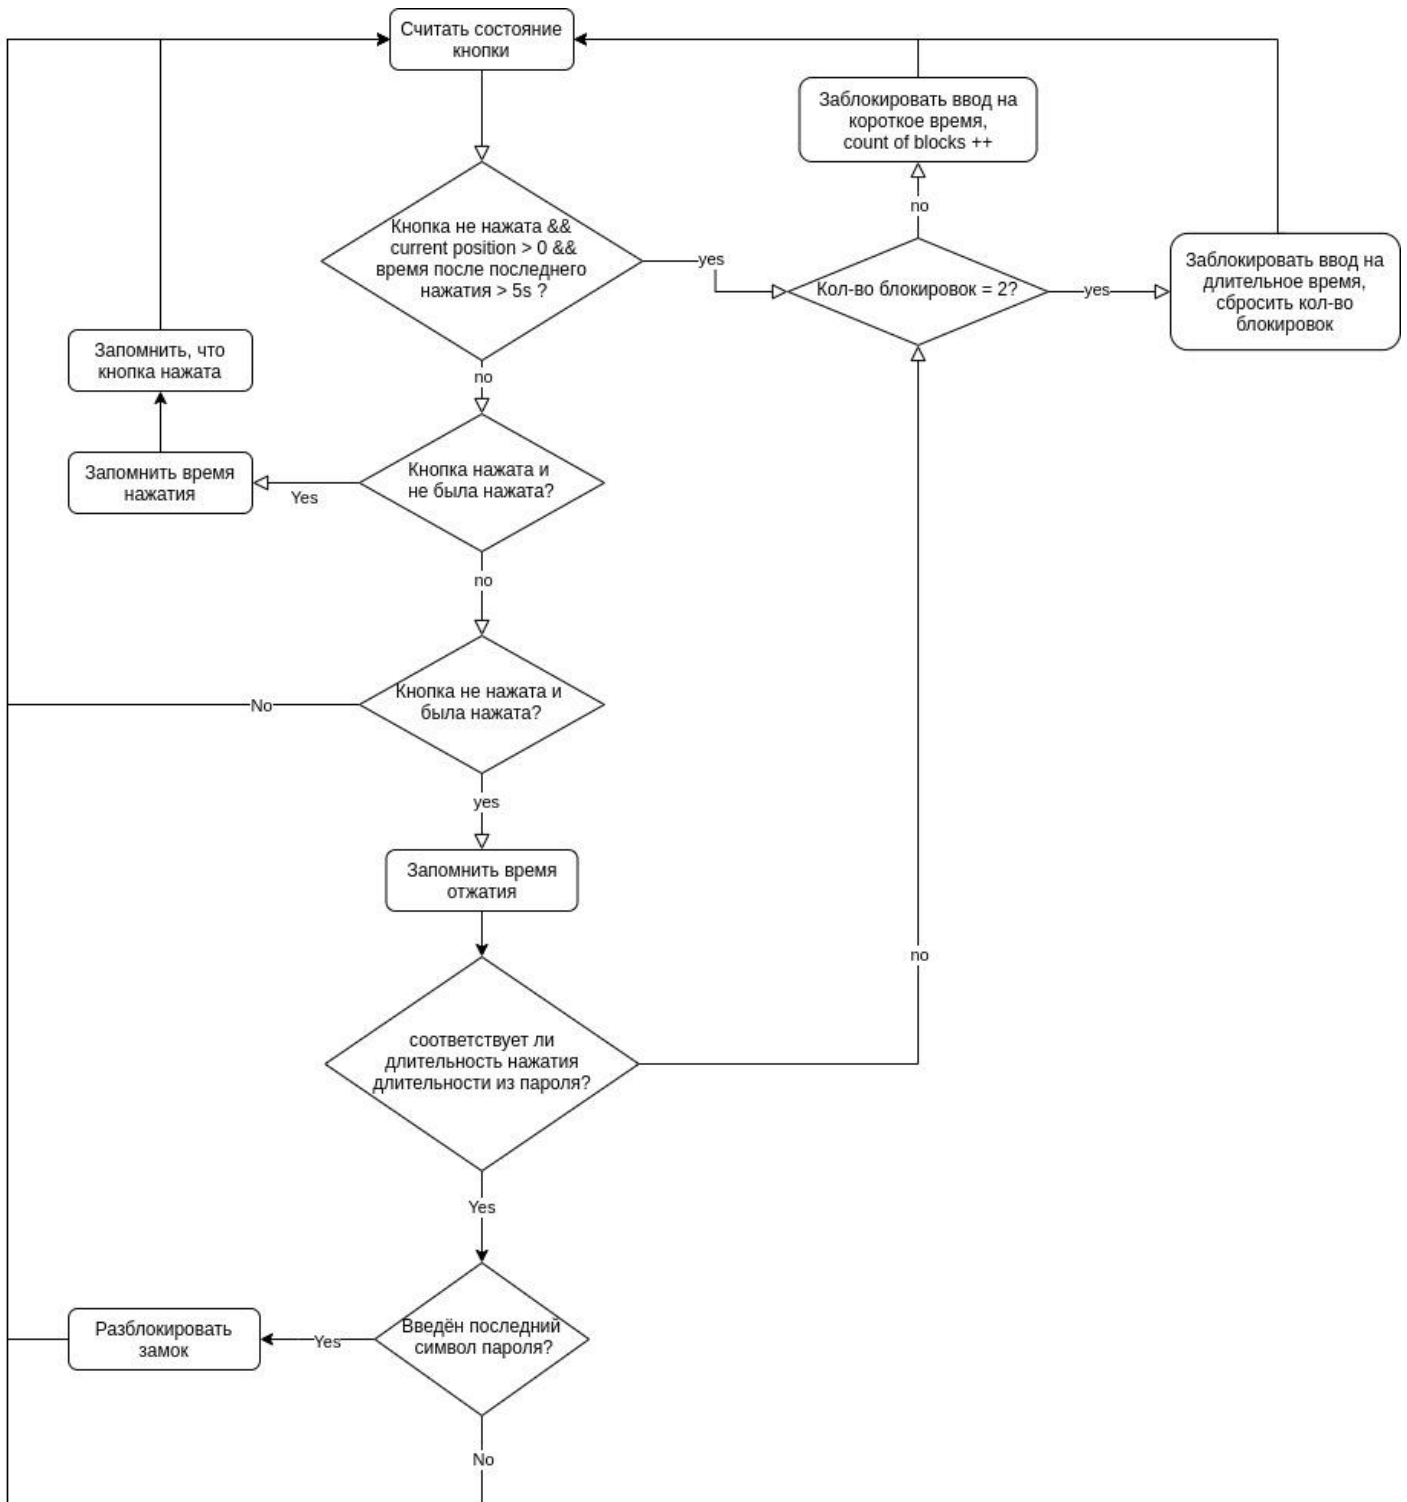 Считать состояние
кнопки
Заблокировать ввод на
короткое время,
count of blocks ++
no
Кнопка не нажата &&
current position > 0 &&
время после последнего
нажатия > 5s ?
yes
Кол-во блокировок = 2?
yes
Заблокировать ввод на
длительное время,
сбросить кол-во
блокировок
Запомнить, что
кнопка нажата
no
Запомнить время
нажатия
Yes
Кнопка нажата и
не была нажата?
no
Кнопка не нажата и
была нажата?
No
yes
Запомнить время
отжатия
no
соответствует ли
длительность нажатия
длительности из пароля?
Yes
Разблокировать
замок
Yes
Введён последний
символ пароля?
No